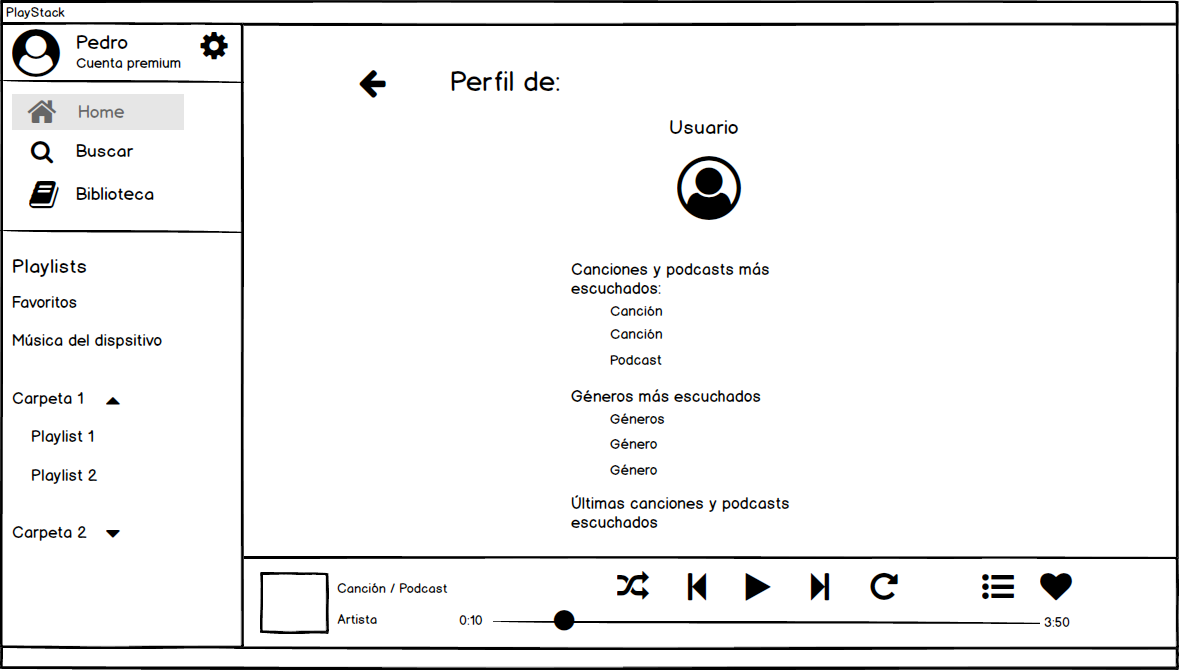 PlayStack
Pedro
Cuenta premium
Home
Buscar
Biblioteca
Playlists
Favoritos
Música del dispsitivo
Carpeta 1
Playlist 1
Playlist 2
Carpeta 2
Perfil de:
Usuario
Canciones y podcasts más
escuchados:
Canción
Canción
Podcast
Géneros más escuchados
Géneros
Género
Género
Últimas canciones y podcasts
escuchados
Canción / Podcast
Artista
0:10
3:50